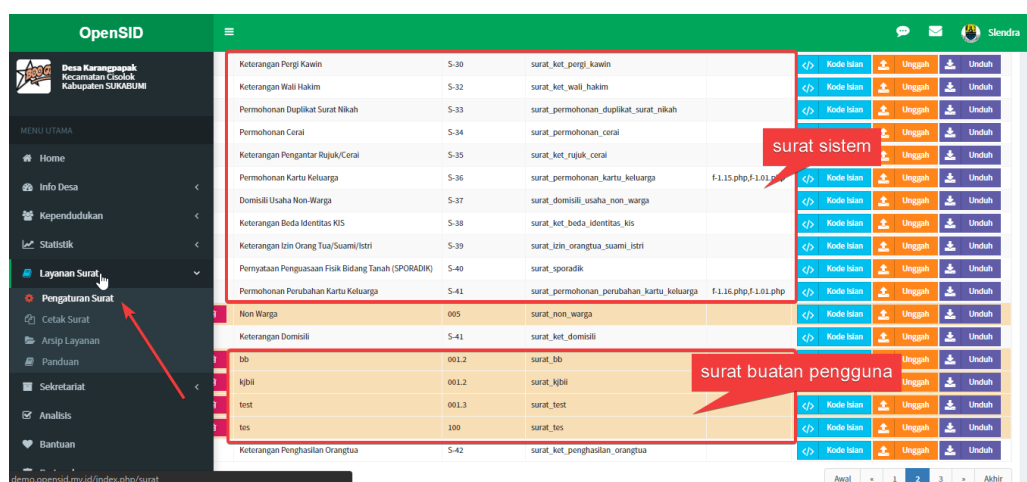 OpenSID
Slendra
Desa Karangpapak
Kecamatan Cisolok
Kabupaten SUKABUMI
MENU UTAMA
Home
Info Desa
Kependudukan
Statistik
Layanan Surat
Pengaturan Surat
Cetak Surat
Arsip Layanan
Panduan
Sekretariat
Analisis
Bantuan
demo.opensid.my.id/index.php/surat
Keterangan Pergi Kawin S-30 surat_ket_pergi_kawin Kode Isian Unggah Unduh
Keterangan Wali Hakim S-32 surat_ket_wali_hakim Kode Isian Unggah Unduh
Permohonan Duplikat Surat Nikah S-33 surat_permohonan_duplikat_surat_nikah Kode Isian Unggah Unduh
Permohonan Cerai S-34 surat_permohonan_cerai Unggah Unduh
surat sistem
Keterangan Pengantar Rujuk/Cerai S-35 surat_ket_rujuk_cerai Unggah Unduh
Permohonan Kartu Keluarga S-36 surat_permohonan_kartu_keluarga f-1.15.php,f-1.01.php Kode Isian Unggah Unduh
Domisili Usaha Non-Warga S-37 surat_domisili_usaha_non_warga Kode Isian Unggah Unduh
Keterangan Beda Identitas KIS S-38 surat_ket_beda_identitas_kis Kode Isian Unggah Unduh
Keterangan Izin Orang Tua/Suami/Istri S-39 surat_izin_orangtua_suami_istri Kode Isian Unggah Unduh
Pernyataan Penguasaan Fisik Bidang Tanah (SPORADIK) S-40 surat_sporadik Kode Isian Unggah Unduh
Permohonan Perubahan Kartu Keluarga S-41 surat_permohonan_perubahan_kartu_keluarga f-1.16.php,f-1.01.php Kode Isian Unggah Unduh
Non Warga 005 surat_non_warga Kode Isian Unggah Unduh
Keterangan Domisili S-41 surat_ket_domisili Kode Isian Unggah Unduh
bb 001.2 surat_bb Unggah Unduh
surat buatan pengguna
kjbii 001.2 surat_kjbii Unggah Unduh
test 001.3 surat_test Kode Isian Unggah Unduh
tes 100 surat_tes Kode Isian Unggah Unduh
Keterangan Penghasilan Orangtua S-42 surat_ket_penghasilan_orangtua Kode Isian Unggah Unduh
Awal « 1 2 3 » Akhir